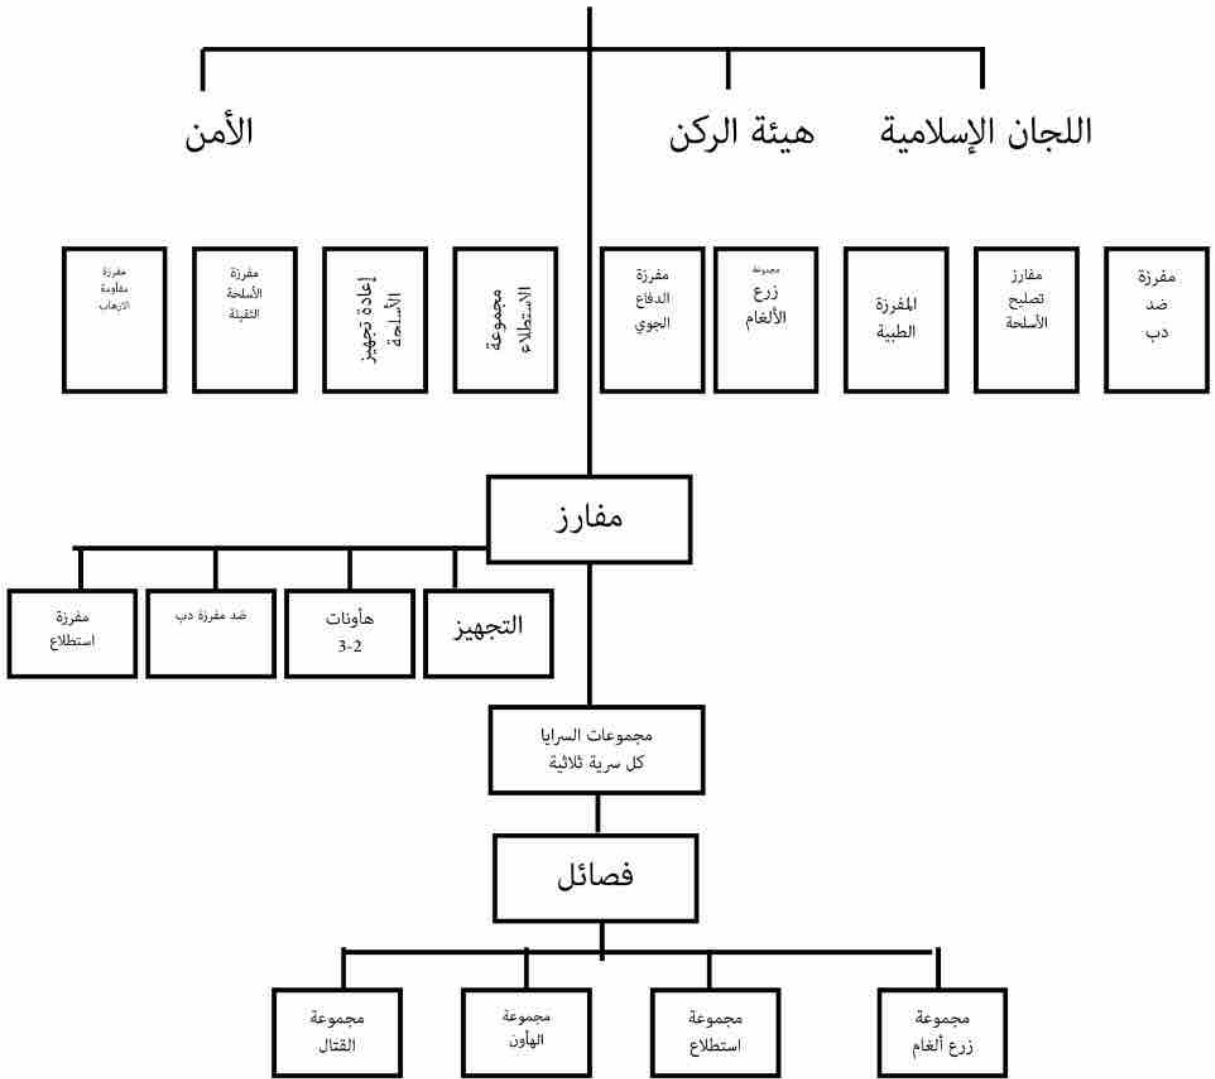 اللجان الإسلامية
هيئة الركن
الأمن
مفرزة
ضد
دب
مفارز
تصليح
الأسلحة
المفرزة
الطبية
مجموعة
زرع
الألغام
مفرزة
الدفاع
الجوي
مجموعة
الاستطلاع
إعادة تجهيز
الأسلحة
مفرزة
الأسلحة
الثقيلة
مفرزة
مقاومة
الارهاب
مفارز
التجهيز
هأونات
3-2
ضد مفرزة دب
مفرزة
استطلاع
مجموعات السرايا
كل سرية ثلاثية
فصائل
مجموعة
زرع ألغام
مجموعة
استطلاع
مجموعة
الهأون
مجموعة
القتال